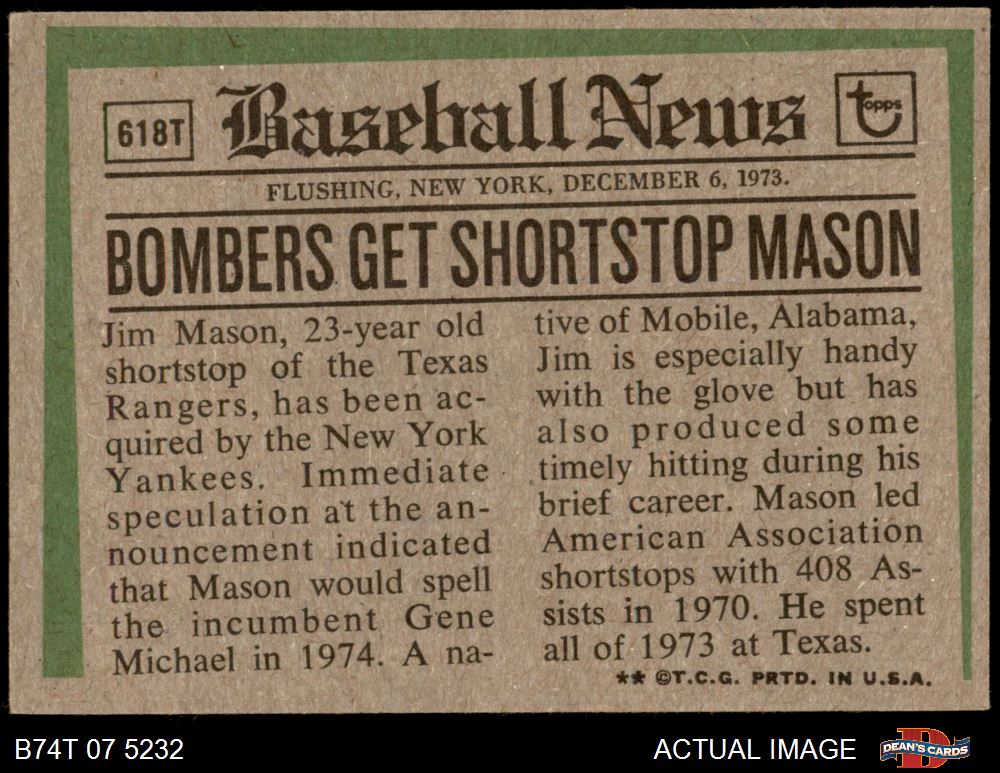 618T
Baseball News
topps
FLUSHING, NEW YORK, DECEMBER 6, 1973.
BOMBERS GET SHORTSTOP MASON
Jim Mason, 23-year old
shortstop of the Texas
Rangers, has been ac-
quired by the New York
Yankees. Immediate
speculation at the an-
nouncement indicated
that Mason would spell
the incumbent Gene
Michael in 1974. A na-
tive of Mobile, Alabama,
Jim is especially handy
with the glove but has
also produced some
timely hitting during his
brief career. Mason led
American Association
shortstops with 408 As-
sists in 1970. He spent
all of 1973 at Texas.
** ©T.C.G. PRTD. IN U.S.A.
B74T 07 5232
ACTUAL IMAGE
DEAN'S CARDS